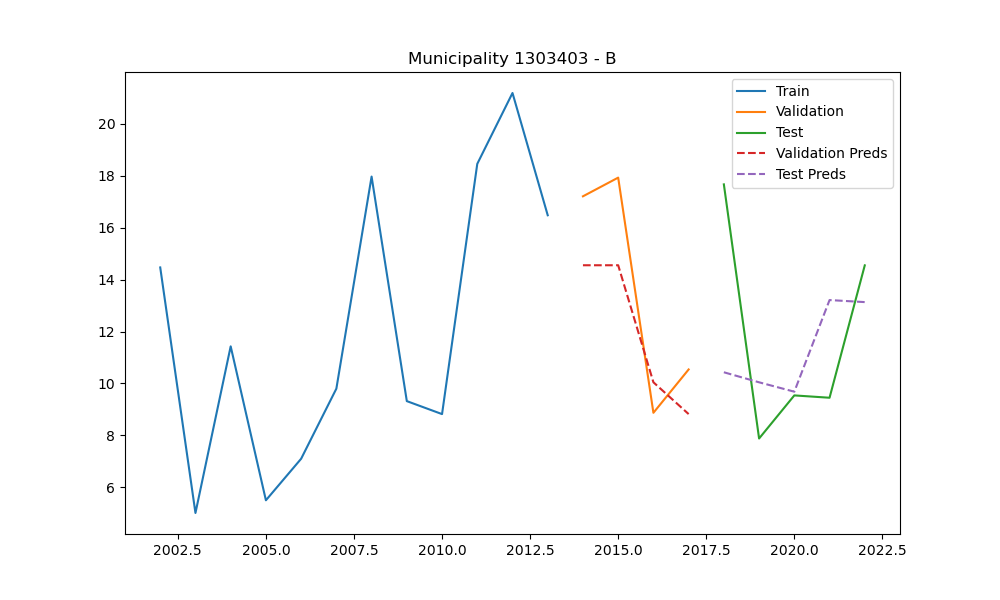 Municipality 1303403 - B
Train
Validation
Test
Validation Preds
Test Preds
20
18
16
14
12
10
8
6
2002.5 2005.0 2007.5 2010.0 2012.5 2015.0 2017.5 2020.0 2022.5